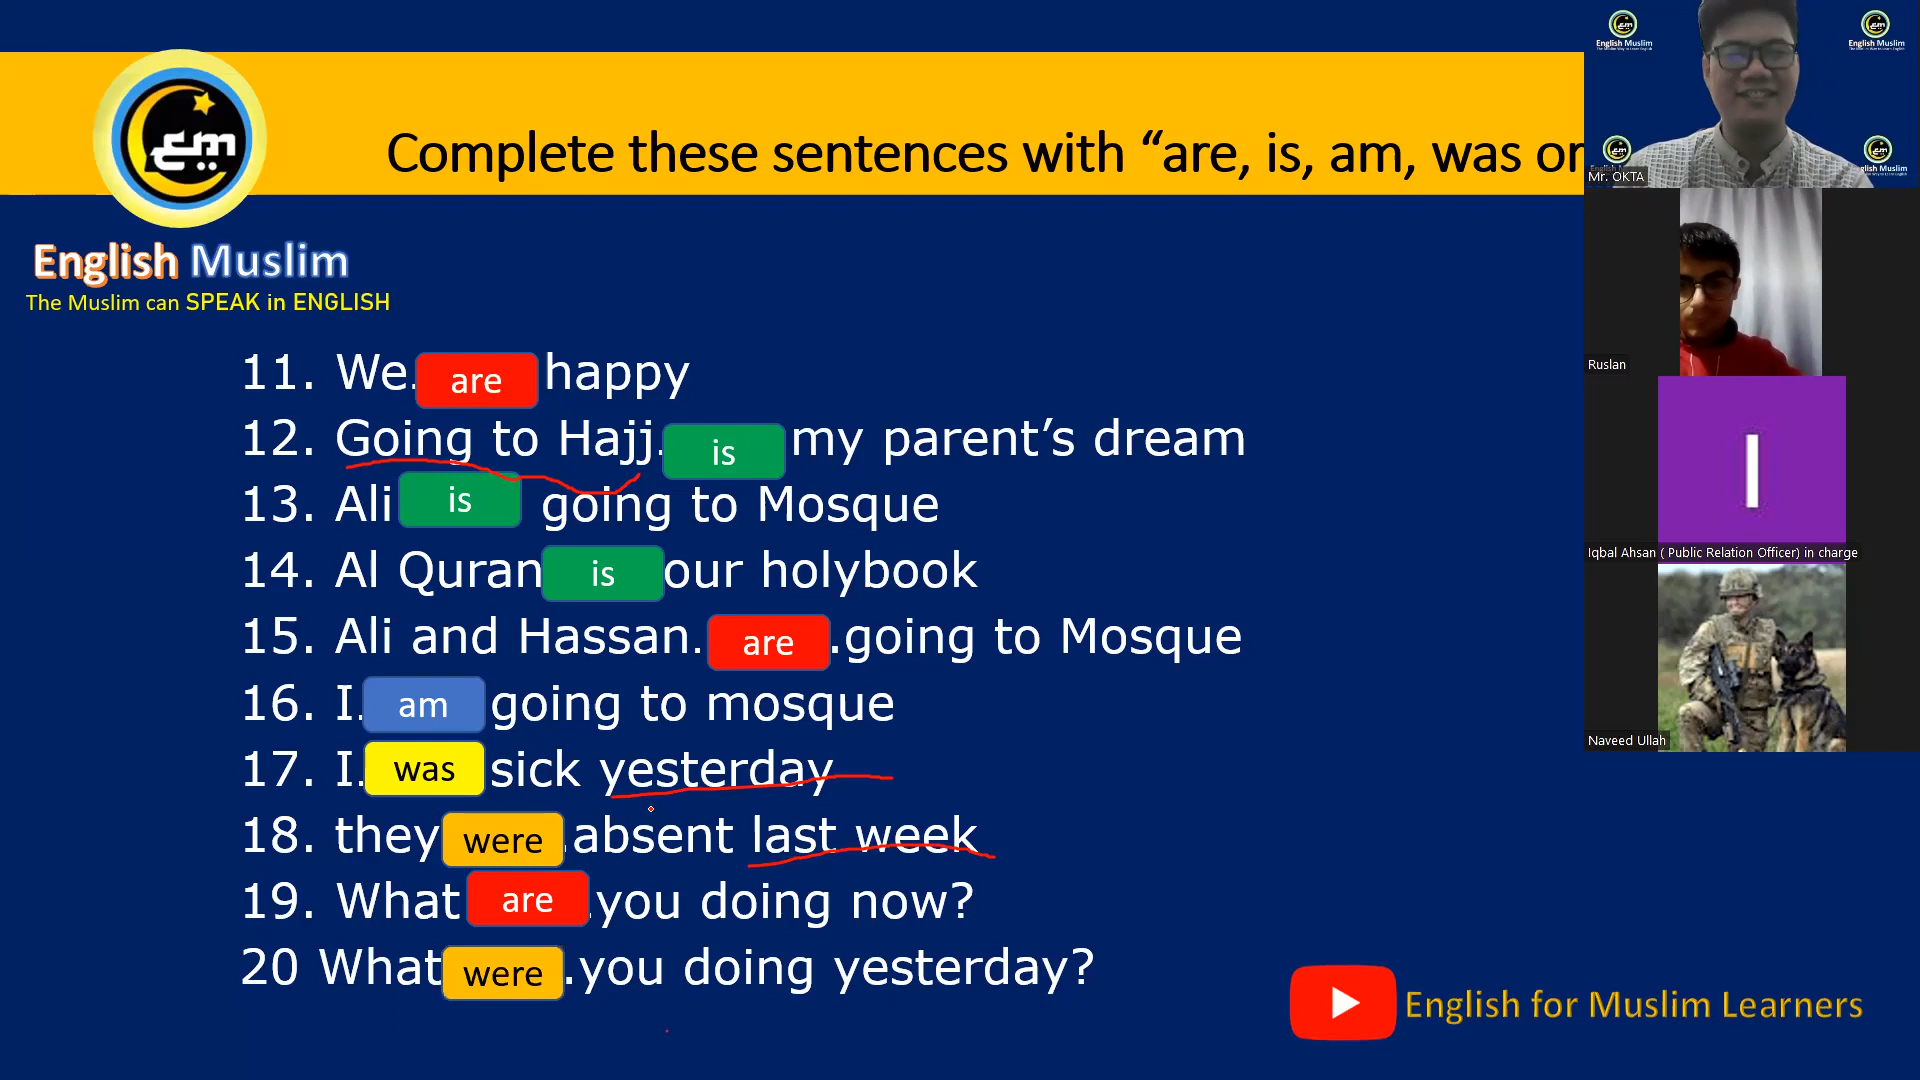 Complete these sentences with “are, is, am, was or
English Muslim
The Muslim can SPEAK in ENGLISH
11. We. are happy
12. Going to Hajj. is my parent’s dream
13. Ali is going to Mosque
14. Al Quran is our holybook
15. Ali and Hassan. are .going to Mosque
16. I. am going to mosque
17. I. was sick yesterday
18. they were .absent last week
19. What are .you doing now?
20 What were .you doing yesterday?
English for Muslim Learners
English Muslim
English Muslim
Mr. OKTA
Ruslan
I
Iqbal Ahsan ( Public Relation Officer) in charge
Naveed Ullah